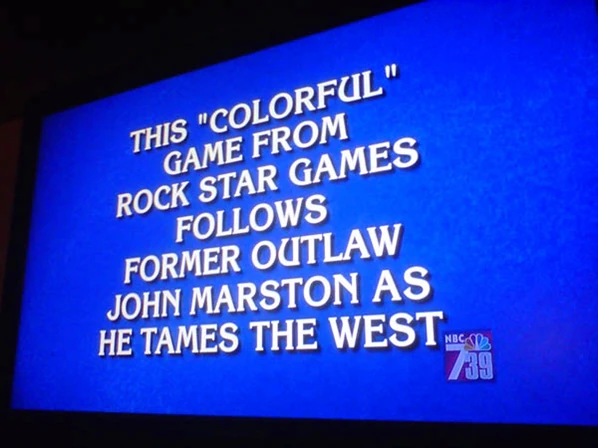 THIS "COLORFUL"
GAME FROM
ROCK STAR GAMES
FOLLOWS
FORMER OUTLAW
JOHN MARSTON AS
HE TAMES THE WEST
NBC
7 39